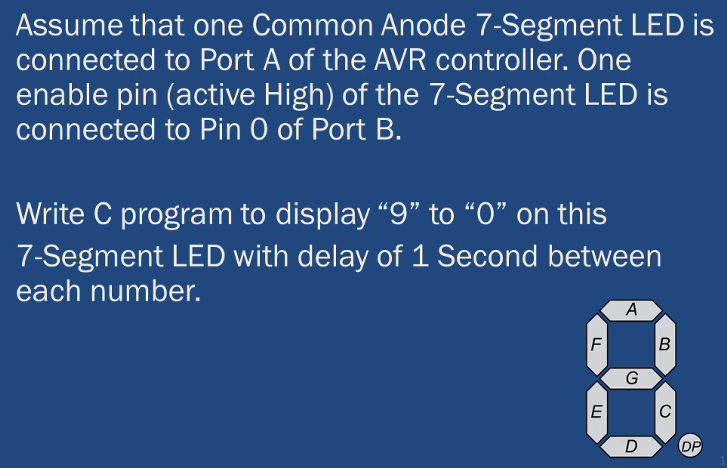 Assume that one Common Anode 7-Segment LED is
connected to Port A of the AVR controller. One
enable pin (active High) of the 7-Segment LED is
connected to Pin 0 of Port B.
Write C program to display “9” to “0” on this
7-Segment LED with delay of 1 Second between
each number.
A
F B
G
E C
D DP
1